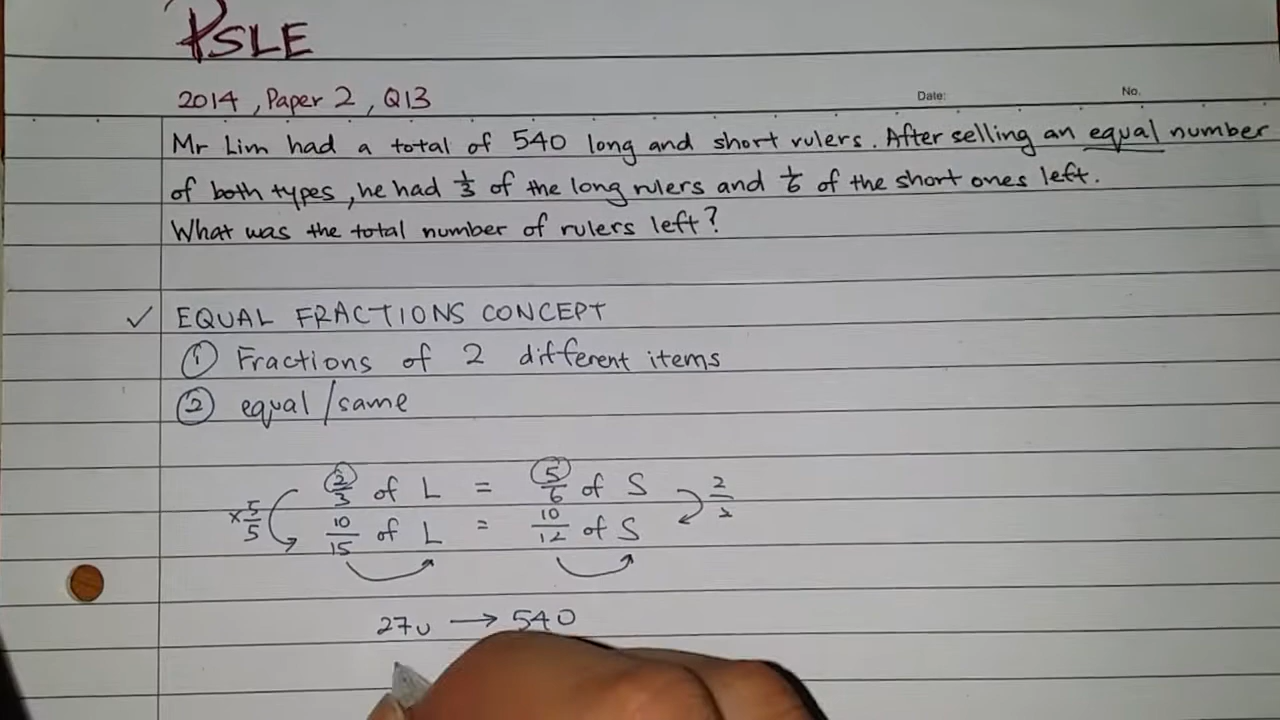 PSLE
2014, Paper 2, Q13
Date:
No.
Mr Lim had a total of 540 long and short rulers. After selling an equal number
of both types, he had 1/3 of the long rulers and 1/6 of the short ones left.
What was the total number of rulers left?
✓ EQUAL FRACTIONS CONCEPT
① Fractions of 2 different items
② equal/same
2/3 of L = 5/6 of S
×5/5 10/15 of L = 10/12 of S 2/2
27u → 540